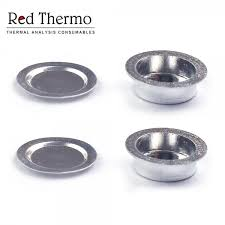 Red Thermo
THERMAL ANALYSIS CONSUMABLES